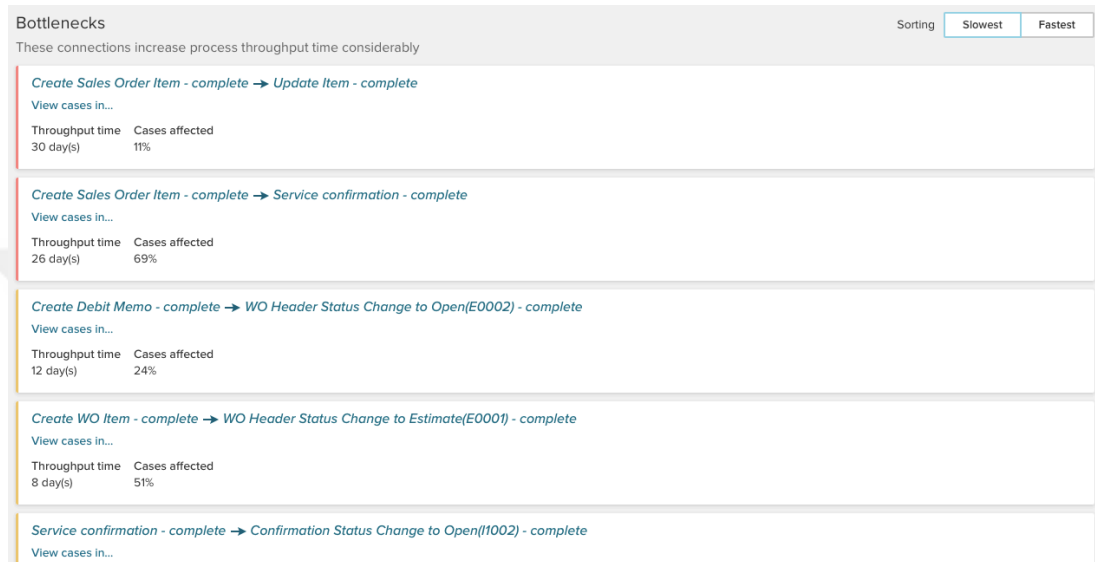 Bottlenecks
Sorting Slowest Fastest
These connections increase process throughput time considerably
Create Sales Order Item - complete → Update Item - complete
View cases in...
Throughput time Cases affected
30 day(s) 11%
Create Sales Order Item - complete → Service confirmation - complete
View cases in...
Throughput time Cases affected
26 day(s) 69%
Create Debit Memo - complete → WO Header Status Change to Open(E0002) - complete
View cases in...
Throughput time Cases affected
12 day(s) 24%
Create WO Item - complete → WO Header Status Change to Estimate(E0001) - complete
View cases in...
Throughput time Cases affected
8 day(s) 51%
Service confirmation - complete → Confirmation Status Change to Open(I1002) - complete
View cases in...